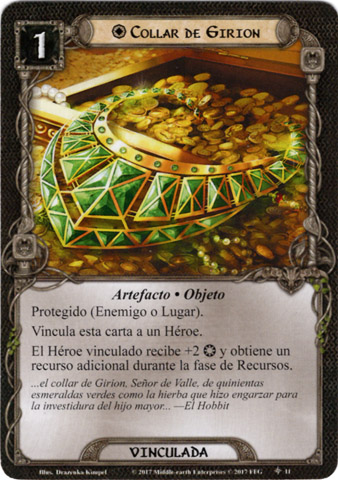 1
COLLAR DE GIRION
Artefacto • Objeto
Protegido (Enemigo o Lugar).
Vincula esta carta a un Héroe.
El Héroe vinculado recibe +2 y obtiene un
recurso adicional durante la fase de Recursos.
...el collar de Girion, Señor de Valle, de quinientas
esmeraldas verdes como la hierba que hizo engarzar para
la investidura del hijo mayor... —El Hobbit
VINCULADA
Illus. Drazenka Kimpel
© 2017 Middle-earth Enterprises © 2017 FFG
11